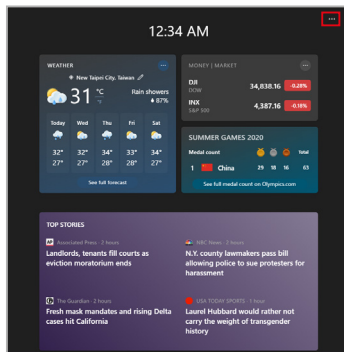 12:34 AM
WEATHER
New Taipei City, Taiwan
31 °C
°F
Rain showers
87%
Today Wed Thu Fri Sat
32° 32° 34° 33° 34°
27° 27° 28° 28° 27°
See full forecast
MONEY | MARKET
DJI
DOW
34,838.16
-0.28%
INX
S&P 500
4,387.16
-0.18%
SUMMER GAMES 2020
Medal count
Total
1 China 29 18 16 63
See full medal count on Olympics.com
TOP STORIES
Associated Press · 2 hours
Landlords, tenants fill courts as
eviction moratorium ends
NBC News · 2 hours
N.Y. county lawmakers pass bill
allowing police to sue protesters for
harassment
The Guardian · 2 hours
Fresh mask mandates and rising Delta
cases hit California
USA TODAY SPORTS · 1 hour
Laurel Hubbard would rather not
carry the weight of transgender
history